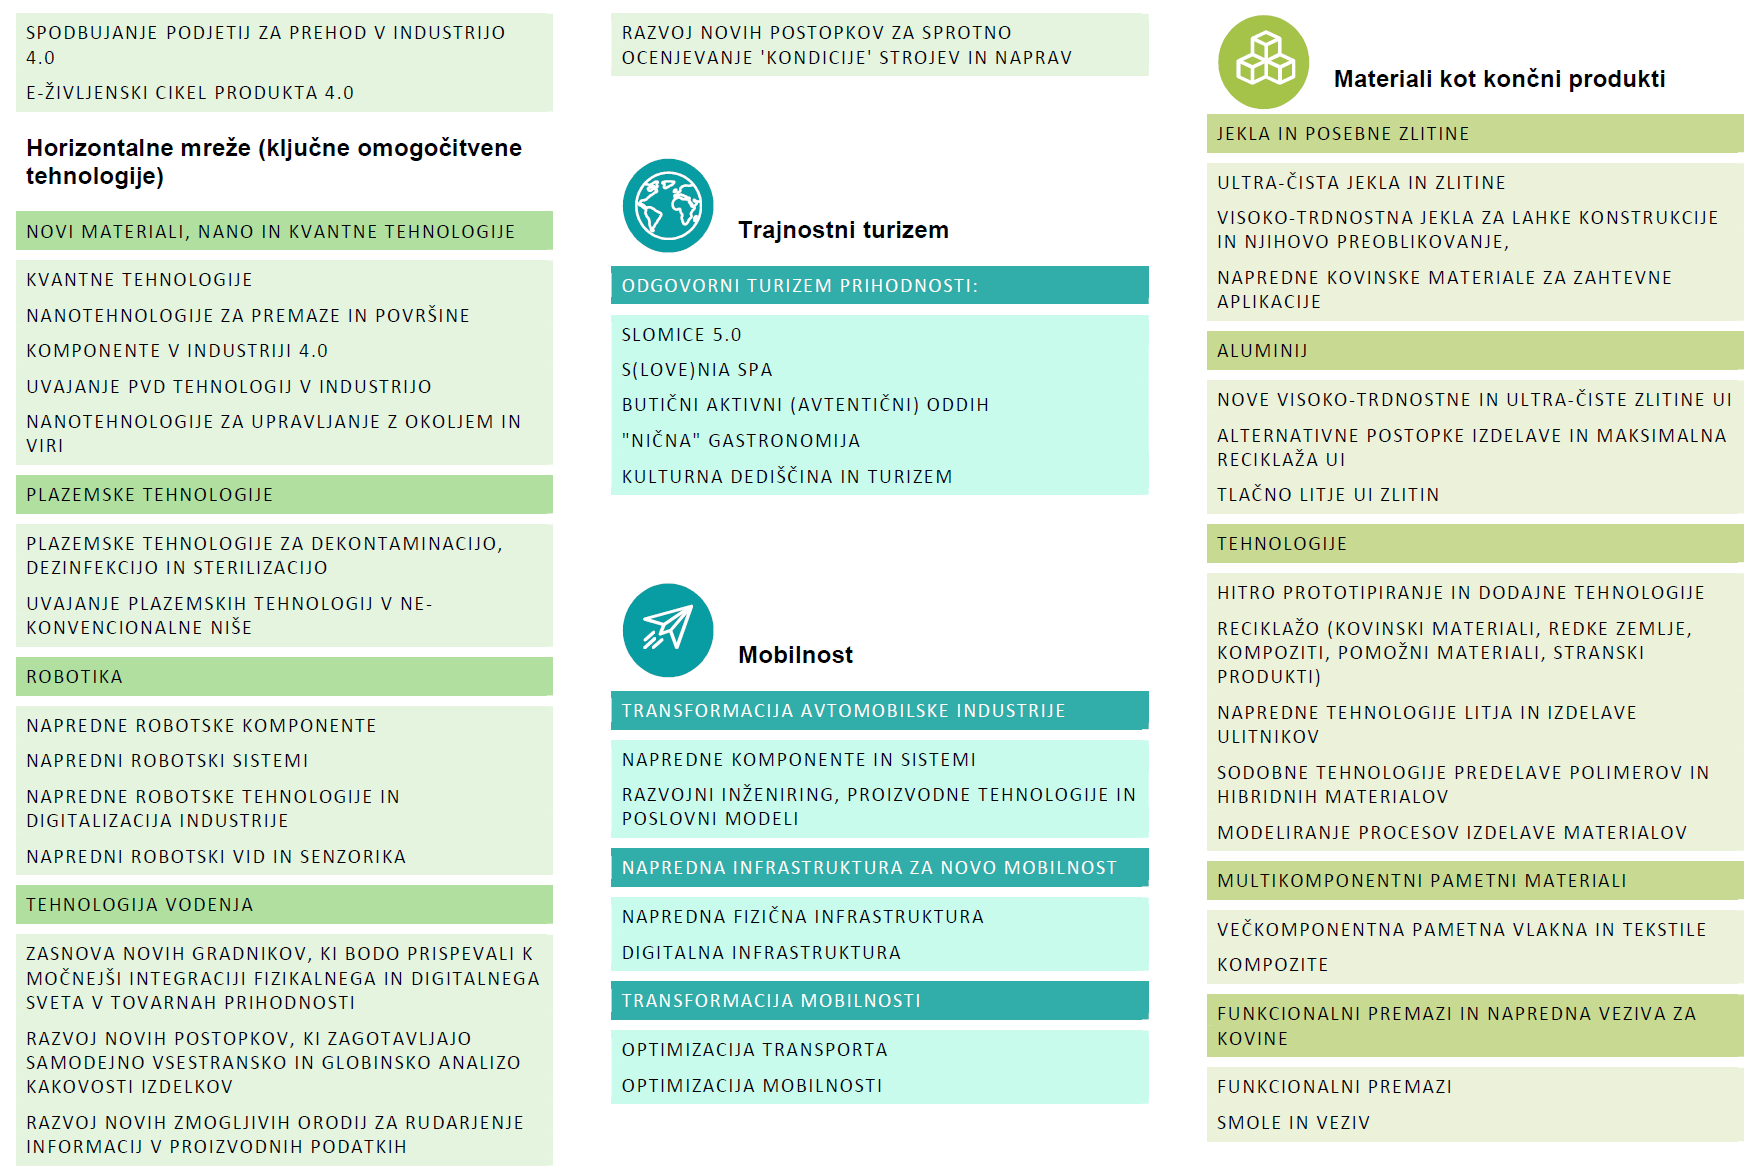 SPODBUJANJE PODJETIJ ZA PREHOD V INDUSTRIJO
4.0
E-ŽIVLJENSKI CIKEL PRODUKTA 4.0
Horizontalne mreže (ključne omogočitvene
tehnologije)
NOVI MATERIALI, NANO IN KVANTNE TEHNOLOGIJE
KVANTNE TEHNOLOGIJE
NANOTEHNOLOGIJE ZA PREMAZE IN POVRŠINE
KOMPONENTE V INDUSTRIJI 4.0
UVAJANJE PVD TEHNOLOGIJ V INDUSTRIJO
NANOTEHNOLOGIJE ZA UPRAVLJANJE Z OKOLJEM IN
VIRI
PLAZEMSKE TEHNOLOGIJE
PLAZEMSKE TEHNOLOGIJE ZA DEKONTAMINACIJO,
DEZINFEKCIJO IN STERILIZACIJO
UVAJANJE PLAZEMSKIH TEHNOLOGIJ V NE-
KONVENCIONALNE NIŠE
ROBOTIKA
NAPREDNE ROBOTSKE KOMPONENTE
NAPREDNI ROBOTSKI SISTEMI
NAPREDNE ROBOTSKE TEHNOLOGIJE IN
DIGITALIZACIJA INDUSTRIJE
NAPREDNI ROBOTSKI VID IN SENZORIKA
TEHNOLOGIJA VODENJA
ZASNOVA NOVIH GRADNIKOV, KI BODO PRISPEVALI K
MOČNEJŠI INTEGRACIJI FIZIKALNEGA IN DIGITALNEGA
SVETA V TOVARNAH PRIHODNOSTI
RAZVOJ NOVIH POSTOPKOV, KI ZAGOTAVLJAJO
SAMODEJNO VSESTRANSKO IN GLOBINSKO ANALIZO
KAKOVOSTI IZDELKOV
RAZVOJ NOVIH ZMOGLJIVIH ORODIJ ZA RUDARJENJE
INFORMACIJ V PROIZVODNIH PODATKIH
RAZVOJ NOVIH POSTOPKOV ZA SPROTNO
OCENJEVANJE 'KONDICIJE' STROJEV IN NAPRAV
Trajnostni turizem
ODGOVORNI TURIZEM PRIHODNOSTI:
SLOMICE 5.0
S(LOVE)NIA SPA
BUTIČNI AKTIVNI (AVTENTIČNI) ODDIH
"NIČNA" GASTRONOMIJA
KULTURNA DEDIŠČINA IN TURIZEM
Mobilnost
TRANSFORMACIJA AVTOMOBILSKE INDUSTRIJE
NAPREDNE KOMPONENTE IN SISTEMI
RAZVOJNI INŽENIRING, PROIZVODNE TEHNOLOGIJE IN
POSLOVNI MODELI
NAPREDNA INFRASTRUKTURA ZA NOVO MOBILNOST
NAPREDNA FIZIČNA INFRASTRUKTURA
DIGITALNA INFRASTRUKTURA
TRANSFORMACIJA MOBILNOSTI
OPTIMIZACIJA TRANSPORTA
OPTIMIZACIJA MOBILNOSTI
Materiali kot končni produkti
JEKLA IN POSEBNE ZLITINE
ULTRA-ČISTA JEKLA IN ZLITINE
VISOKO-TRDNOSTNA JEKLA ZA LAHKE KONSTRUKCIJE
IN NJIHOVO PREOBLIKOVANJE,
NAPREDNE KOVINSKE MATERIALE ZA ZAHTEVNE
APLIKACIJE
ALUMINIJ
NOVE VISOKO-TRDNOSTNE IN ULTRA-ČISTE ZLITINE UI
ALTERNATIVNE POSTOPKE IZDELAVE IN MAKSIMALNA
RECIKLAŽA UI
TLAČNO LITJE UI ZLITIN
TEHNOLOGIJE
HITRO PROTOTIPIRANJE IN DODAJNE TEHNOLOGIJE
RECIKLAŽO (KOVINSKI MATERIALI, REDKE ZEMLJE,
KOMPOZITI, POMOŽNI MATERIALI, STRANSKI
PRODUKTI)
NAPREDNE TEHNOLOGIJE LITJA IN IZDELAVE
ULITNIKOV
SODOBNE TEHNOLOGIJE PREDELAVE POLIMEROV IN
HIBRIDNIH MATERIALOV
MODELIRANJE PROCESOV IZDELAVE MATERIALOV
MULTIKOMPONENTNI PAMETNI MATERIALI
VEČKOMPONENTNA PAMETNA VLAKNA IN TEKSTILE
KOMPOZITE
FUNKCIONALNI PREMAZI IN NAPREDNA VEZIVA ZA
KOVINE
FUNKCIONALNI PREMAZI
SMOLE IN VEZIV